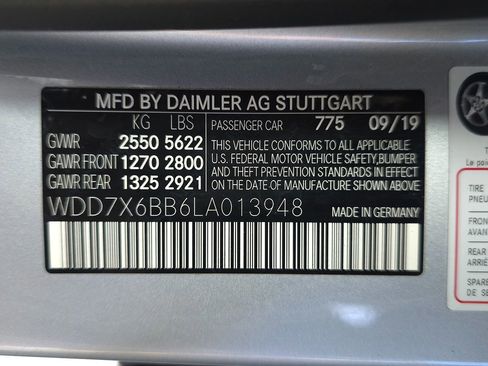 MFD BY DAIMLER AG STUTTGART
KG LBS
GVWR 2550 5622
GAWR FRONT 1270 2800
GAWR REAR 1325 2921
PASSENGER CAR 775 09/19
THIS VEHICLE CONFORMS TO ALL APPLICABLE
U.S. FEDERAL MOTOR VEHICLE SAFETY,BUMPER
AND THEFT PREVENTION STANDARDS IN EFFECT
ON THE DATE OF MANUFACTURE SHOWN ABOVE.
WDD7X6BB6LA013948 MADE IN GERMANY
Le poi
TIRE
PNEU
FRON
AVAN
REAR
ARRIÈ
SPARE
DE SE